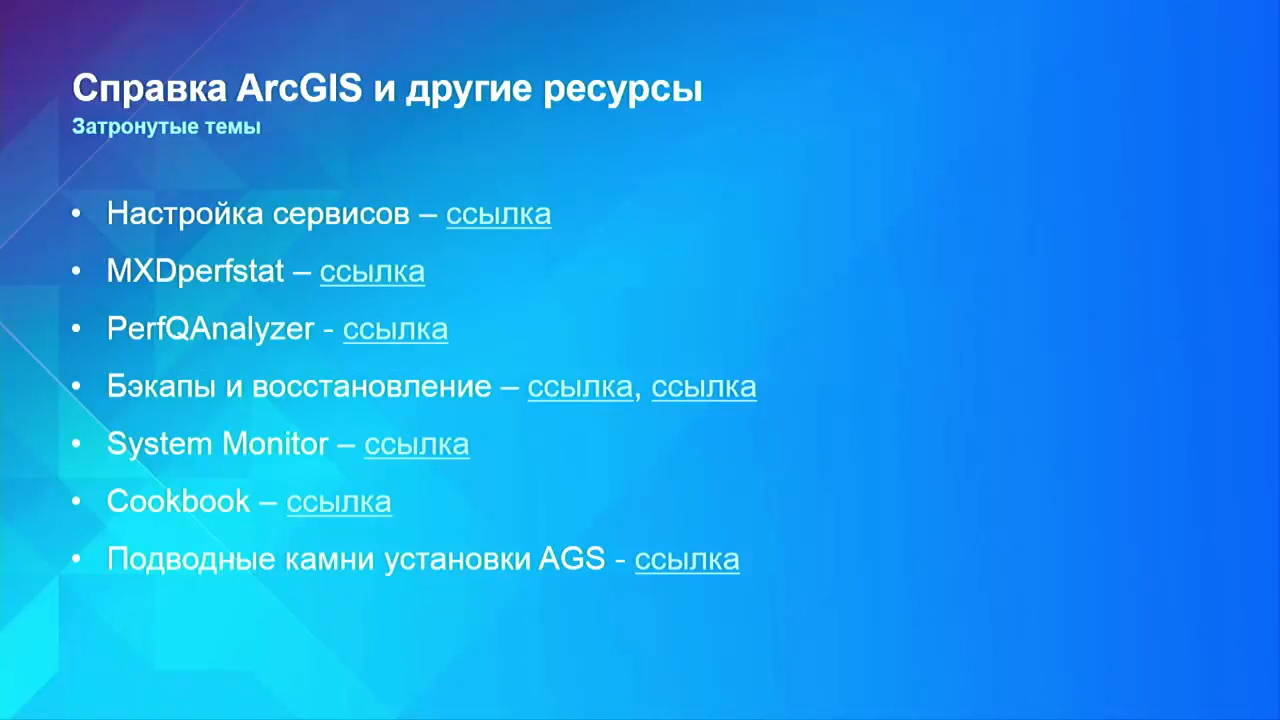 Справка ArcGIS и другие ресурсы
Затронутые темы
• Настройка сервисов – ссылка
• MXDperfstat – ссылка
• PerfQAnalyzer - ссылка
• Бэкапы и восстановление – ссылка, ссылка
• System Monitor – ссылка
• Cookbook – ссылка
• Подводные камни установки AGS - ссылка